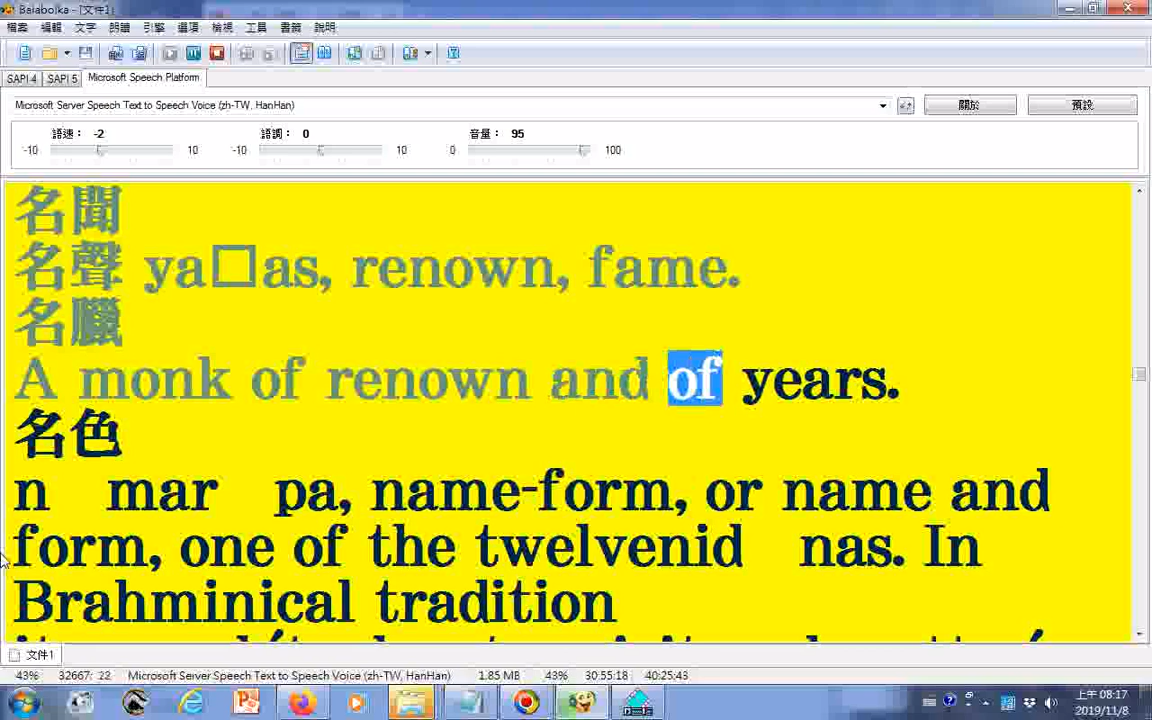 Balabolka - [文件1]
檔案 編輯 文字 朗讀 引擎 選項 檢視 工具 書籤 說明
SAPI 4 SAPI 5 Microsoft Speech Platform
Microsoft Server Speech Text to Speech Voice (zh-TW, HanHan) 關於 預設
語速： -2 語調： 0 音量： 95
-10 10 -10 10 0 100
名聞
名聲 ya□as, renown, fame.
名臘
A monk of renown and of years.
名色
n mar pa, name-form, or name and
form, one of the twelvenid nas. In
Brahminical tradition
文件1
43% 32667: 22 Microsoft Server Speech Text to Speech Voice (zh-TW, HanHan) 1.85 MB 43% 30:55:18 40:25:43
上午 08:17
2019/11/8